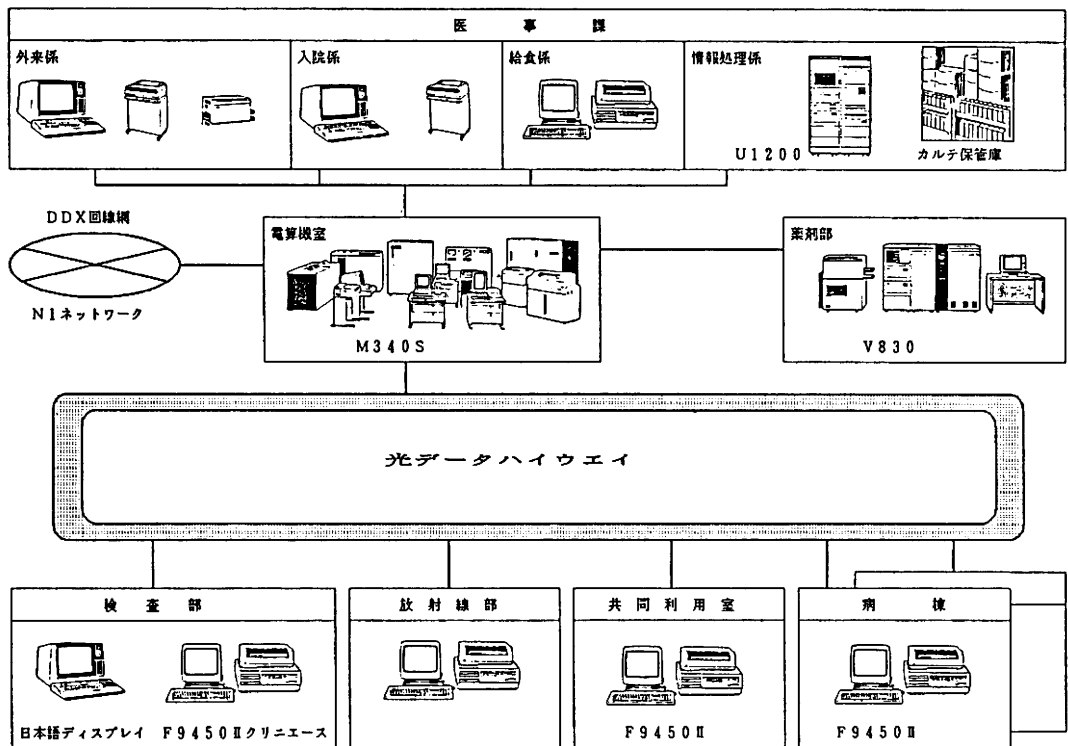 医事課
外来係
入院係
給食係
情報処理係
U1200
カルテ保管庫
DDX回線網
N1ネットワーク
電算機室
M340S
薬剤部
V830
光データハイウエイ
検査部
放射線部
共同利用室
病棟
日本語ディスプレイ F9450Ⅱクリニエース
F9450Ⅱ
F9450Ⅱ